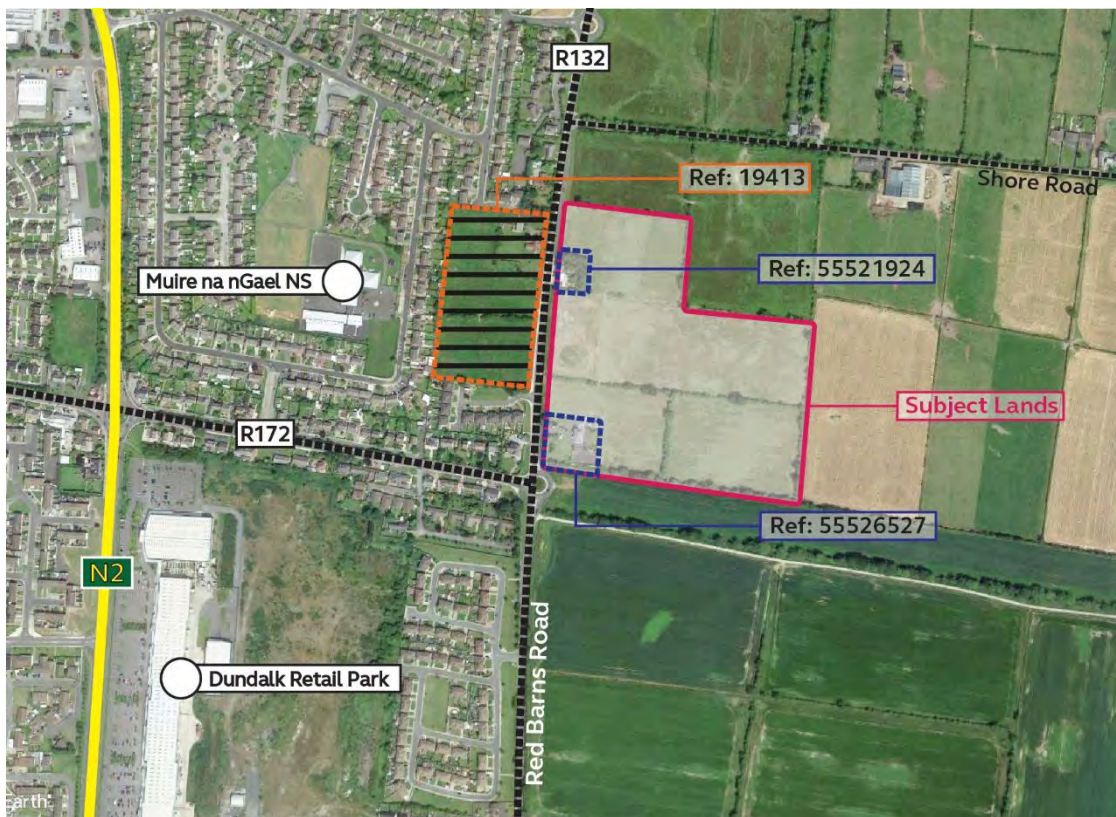 R132
Ref: 19413
Shore Road
Muire na nGael NS
Ref: 55521924
Subject Lands
R172
Ref: 55526527
N2
Dundalk Retail Park
Red Barns Road
arth